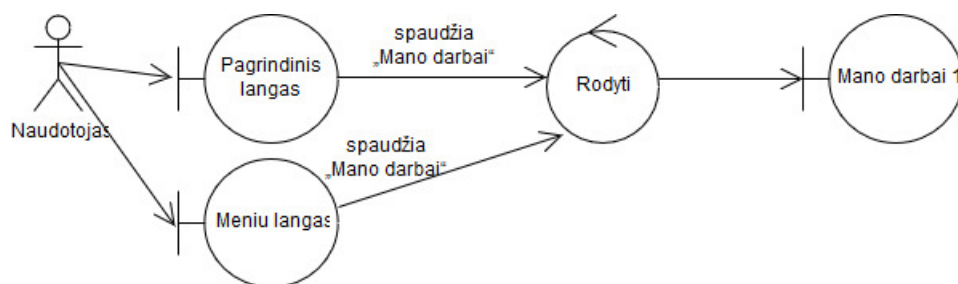 spaudžia
„Mano darbai“
Pagrindinis
langas
Rodyti
Mano darbai 1
Naudotojas
spaudžia
„Mano darbai“
Meniu langas